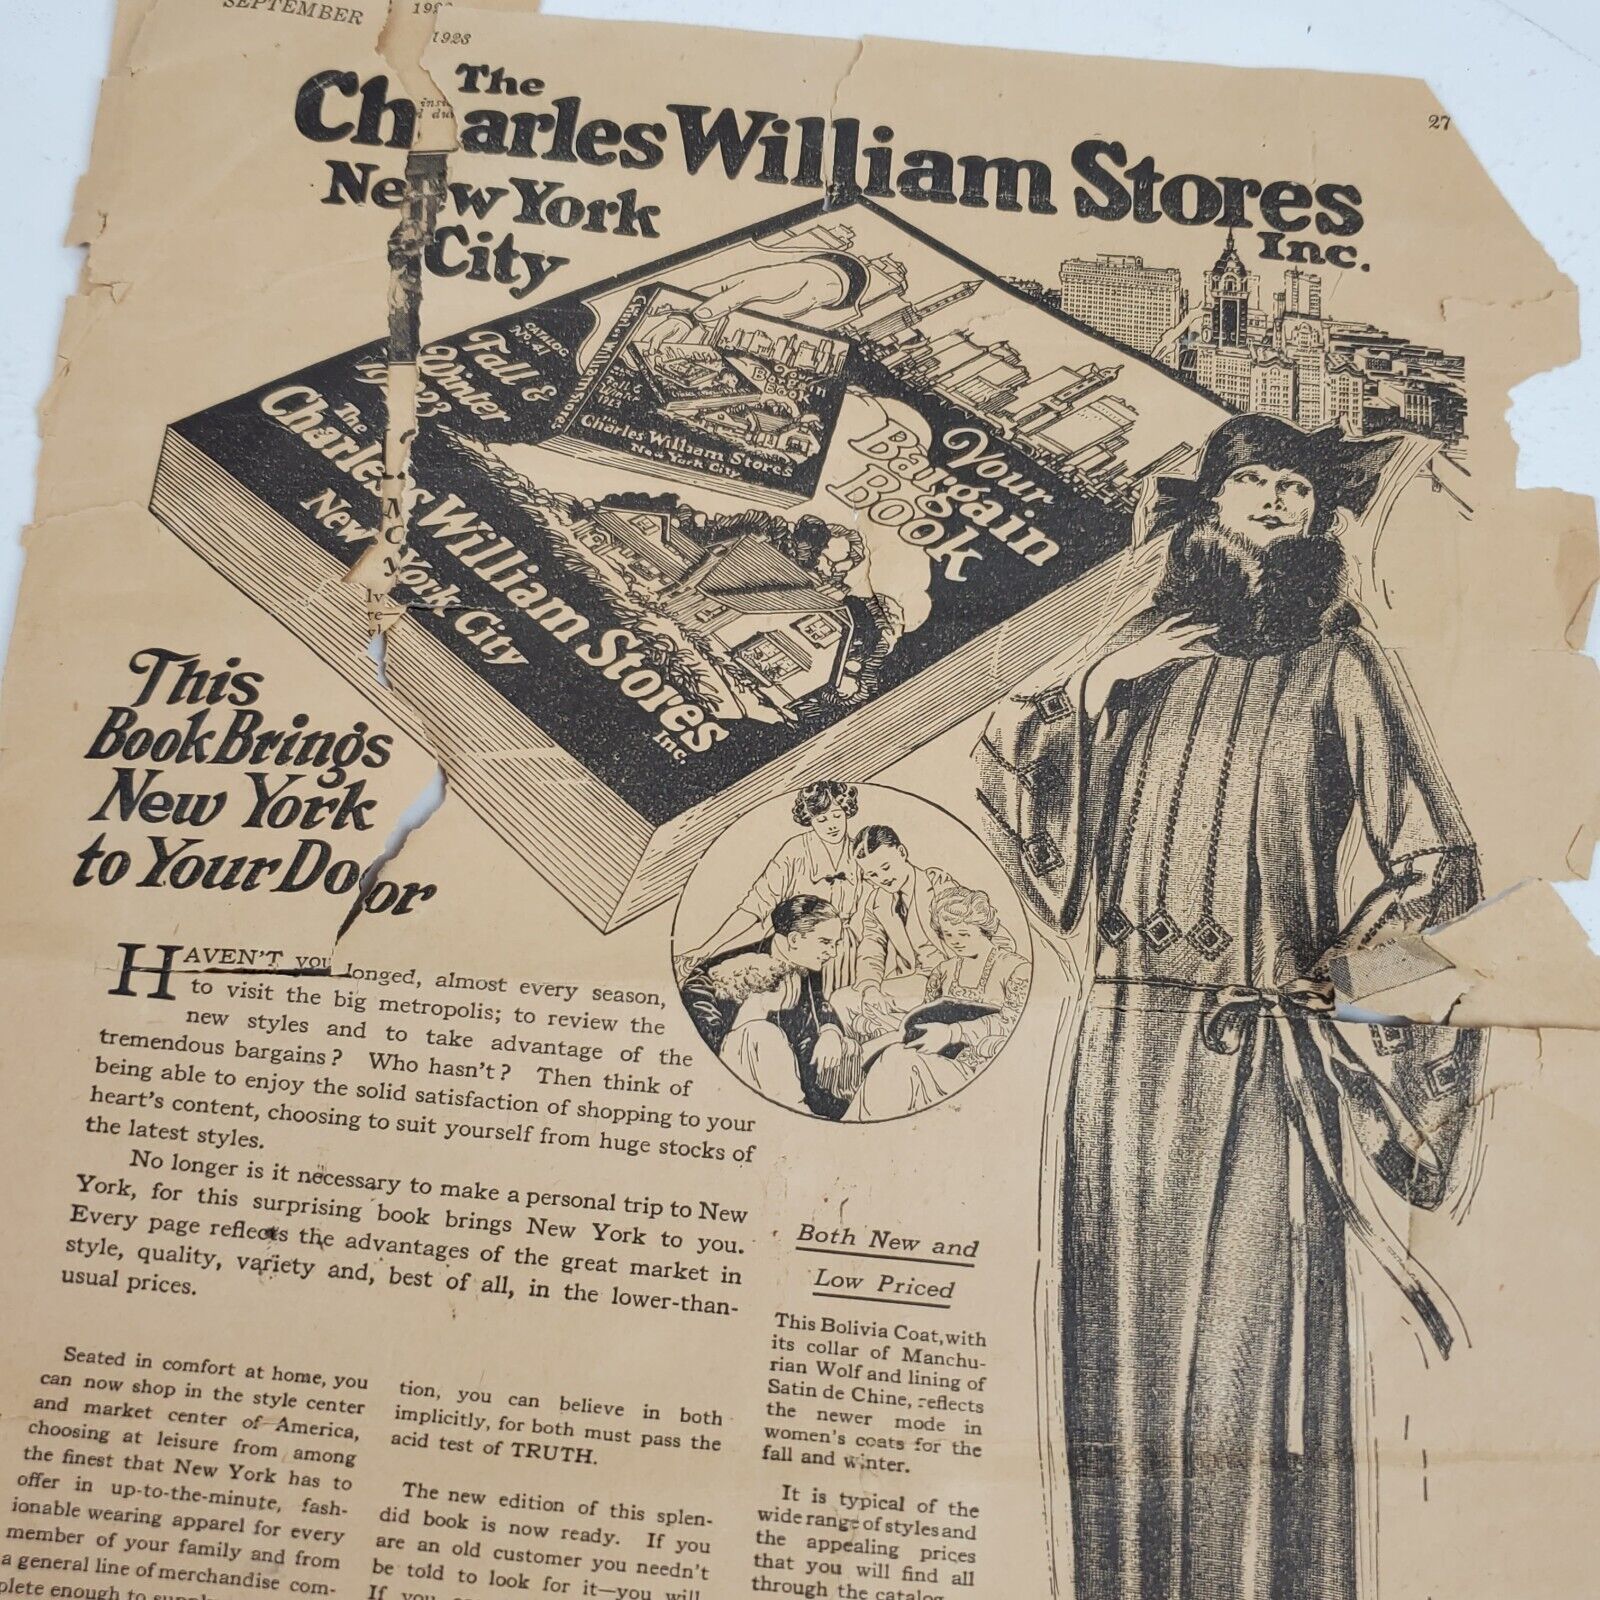 SEPTEMBER
1923
27
The
Charles William Stores
Inc.
New York
City
CATALOG
No. 41
Fall &
Winter
1923
The
Charles William Stores
Inc.
New York City
Your
Bargain
Book
Charles William Stores
New York City
This
Book Brings
New York
to Your Door
HAVEN'T you longed, almost every season,
to visit the big metropolis; to review the
new styles and to take advantage of the
tremendous bargains? Who hasn't? Then think of
being able to enjoy the solid satisfaction of shopping to your
heart's content, choosing to suit yourself from huge stocks of
the latest styles.
No longer is it necessary to make a personal trip to New
York, for this surprising book brings New York to you.
Every page reflects the advantages of the great market in
style, quality, variety and, best of all, in the lower-than-
usual prices.
Seated in comfort at home, you
can now shop in the style center
and market center of America,
choosing at leisure from among
the finest that New York has to
offer in up-to-the-minute, fash-
ionable wearing apparel for every
member of your family and from
a general line of merchandise com-
plete enough to
tion, you can believe in both
implicitly, for both must pass the
acid test of TRUTH.
The new edition of this splen-
did book is now ready. If you
are an old customer you needn't
be told to look for it—you will
If you
Both New and
Low Priced
This Bolivia Coat, with
its collar of Manchu-
rian Wolf and lining of
Satin de Chine, reflects
the newer mode in
women's coats for the
fall and winter.
It is typical of the
wide range of styles and
the appealing prices
that you will find all
through the catalog